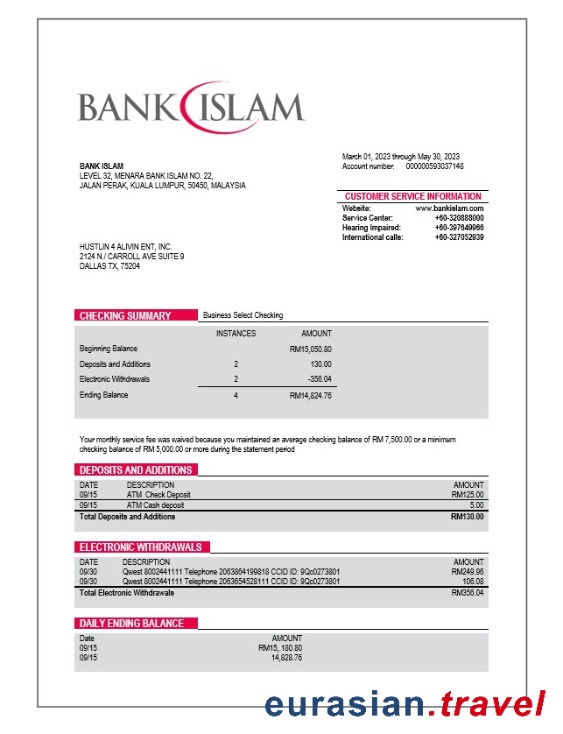 BANK ISLAM
March 01, 2023 through May 30, 2023
Account number: 000000593037148
BANK ISLAM
LEVEL 32, MENARA BANK ISLAM NO. 22,
JALAN PERAK, KUALA LUMPUR, 50450, MALAYSIA
CUSTOMER SERVICE INFORMATION
Website: www.bankislam.com
Service Center: +60-320888000
Hearing Impaired: +60-397649966
International calls: +60-327052939
HUSTLIN 4 ALIVIN ENT, INC.
2124 N./ CARROLL AVE SUITE 9
DALLAS TX, 75204
CHECKING SUMMARY Business Select Checking
INSTANCES AMOUNT
Beginning Balance RM15,050.80
Deposits and Additions 2 130.00
Electronic Withdrawals 2 -356.04
Ending Balance 4 RM14,824.76
Your monthly service fee was waived because you maintained an average checking balance of RM 7,500.00 or a minimum
checking balance of RM 5,000.00 or more during the statement period
DEPOSITS AND ADDITIONS
DATE DESCRIPTION AMOUNT
09/15 ATM Check Deposit RM125.00
09/15 ATM Cash deposit 5.00
Total Deposits and Additions RM130.00
ELECTRONIC WITHDRAWALS
DATE DESCRIPTION AMOUNT
09/30 Qwest 8002441111 Telephone 2063864199818 CCID ID: 9Qc0273801 RM249.96
09/30 Qwest 8002441111 Telephone 2063654528111 CCID ID: 9Qc0273801 106.08
Total Electronic Withdrawals RM356.04
DAILY ENDING BALANCE
Date AMOUNT
09/15 RM15, 180.80
09/15 14,828.76
eurasian.travel